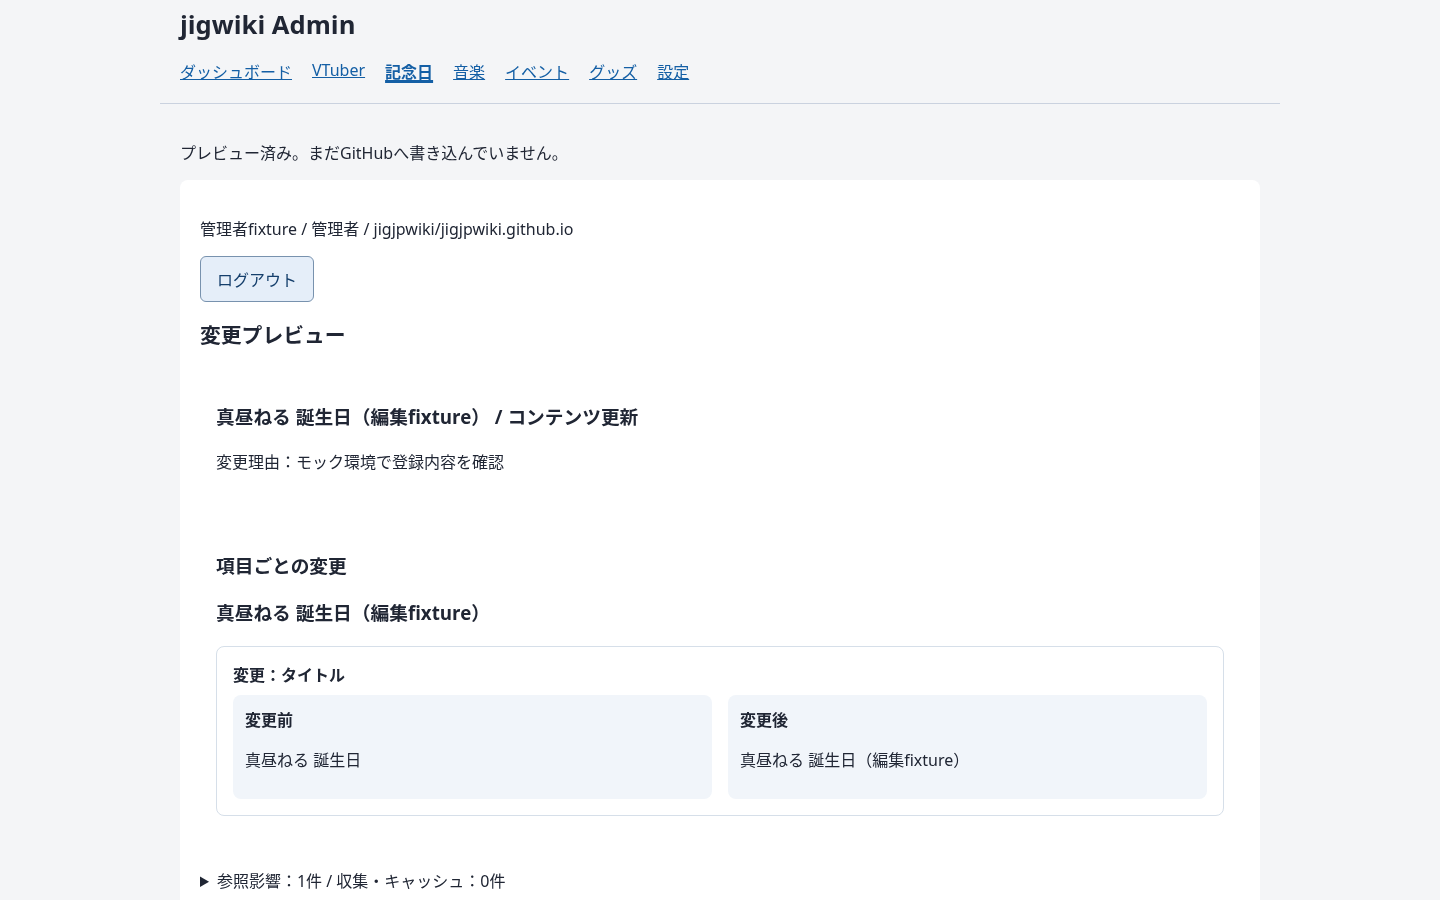 jigwiki Admin
ダッシュボード VTuber 記念日 音楽 イベント グッズ 設定
プレビュー済み。まだGitHubへ書き込んでいません。
管理者fixture / 管理者 / jigjpwiki/jigjpwiki.github.io
ログアウト
変更プレビュー
真昼ねる 誕生日（編集fixture） / コンテンツ更新
変更理由：モック環境で登録内容を確認
項目ごとの変更
真昼ねる 誕生日（編集fixture）
変更：タイトル
変更前
真昼ねる 誕生日
変更後
真昼ねる 誕生日（編集fixture）
▶ 参照影響：1件 / 収集・キャッシュ：0件